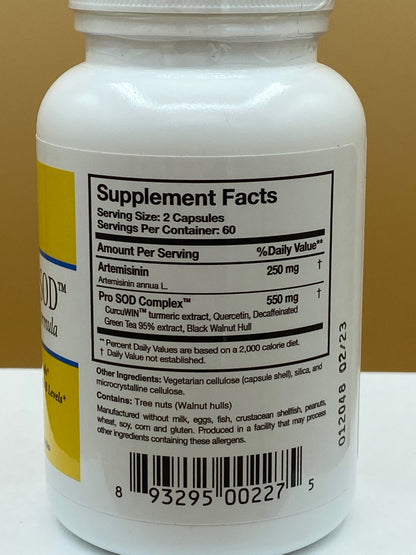 SOD™
Supplement Facts
Serving Size: 2 Capsules
Servings Per Container: 60
Amount Per Serving %Daily Value**
Artemisinin 250 mg †
Artemisinin annua L.
Pro SOD Complex™ 550 mg †
CurcuWIN™ turmeric extract, Quercetin, Decaffeinated
Green Tea 95% extract, Black Walnut Hull
** Percent Daily Values are based on a 2,000 calorie diet.
† Daily Value not established.
Other Ingredients: Vegetarian cellulose (capsule shell), silica, and
microcrystalline cellulose.
Contains: Tree nuts (Walnut hulls)
Manufactured without milk, eggs, fish, crustacean shellfish, peanuts,
wheat, soy, corn and gluten. Produced in a facility that may process
other ingredients containing these allergens.
8 93295 00227 5
012048 02/23